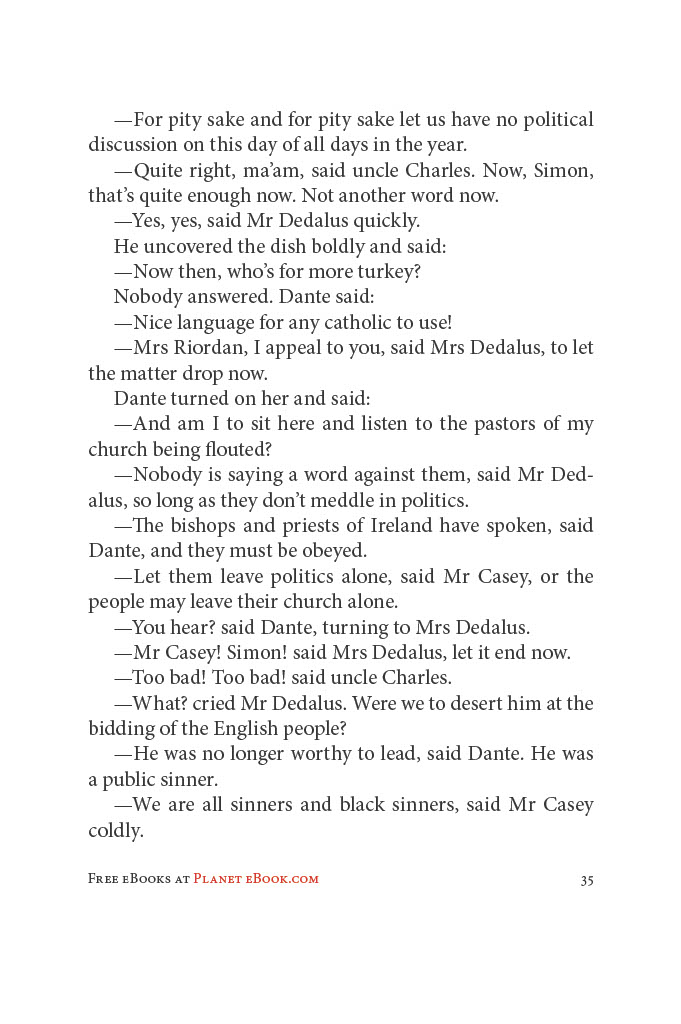 —For pity sake and for pity sake let us have no political
discussion on this day of all days in the year.
—Quite right, ma’am, said uncle Charles. Now, Simon,
that’s quite enough now. Not another word now.
—Yes, yes, said Mr Dedalus quickly.
He uncovered the dish boldly and said:
—Now then, who’s for more turkey?
Nobody answered. Dante said:
—Nice language for any catholic to use!
—Mrs Riordan, I appeal to you, said Mrs Dedalus, to let
the matter drop now.
Dante turned on her and said:
—And am I to sit here and listen to the pastors of my
church being flouted?
—Nobody is saying a word against them, said Mr Ded-
alus, so long as they don’t meddle in politics.
—The bishops and priests of Ireland have spoken, said
Dante, and they must be obeyed.
—Let them leave politics alone, said Mr Casey, or the
people may leave their church alone.
—You hear? said Dante, turning to Mrs Dedalus.
—Mr Casey! Simon! said Mrs Dedalus, let it end now.
—Too bad! Too bad! said uncle Charles.
—What? cried Mr Dedalus. Were we to desert him at the
bidding of the English people?
—He was no longer worthy to lead, said Dante. He was
a public sinner.
—We are all sinners and black sinners, said Mr Casey
coldly.
Free eBooks at Planet eBook.com 35